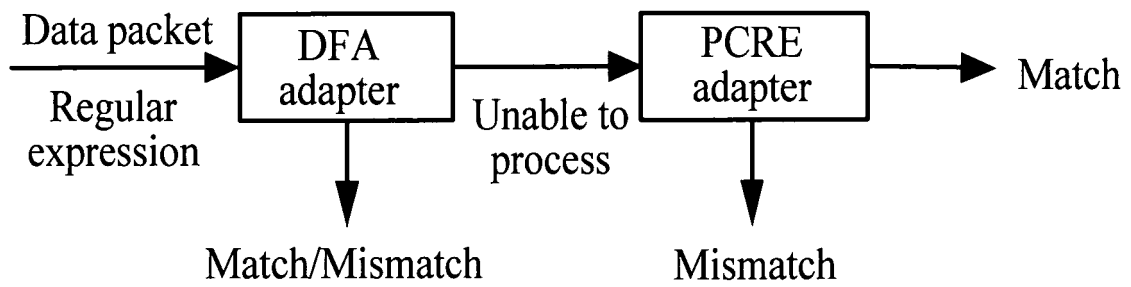 Data packet
Regular
expression
DFA
adapter
Unable to
process
PCRE
adapter
Match
Match/Mismatch
Mismatch